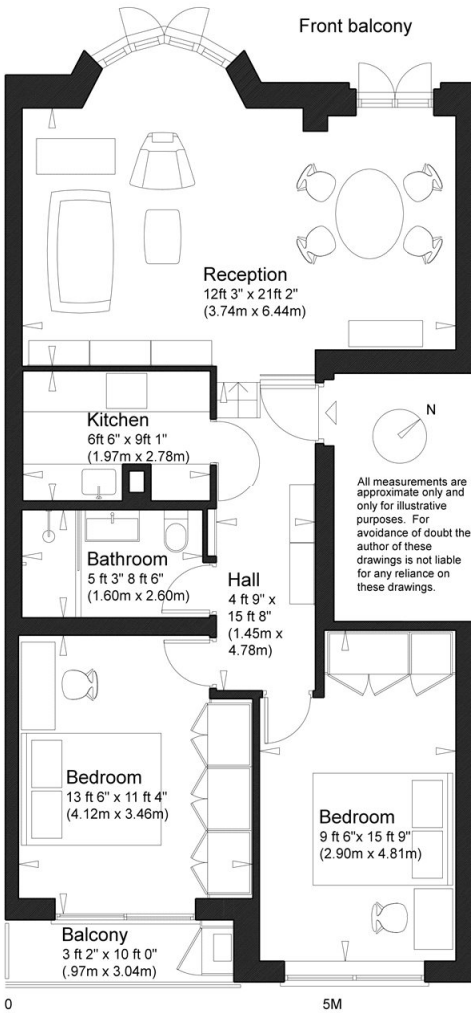 Front balcony
Reception
12ft 3" x 21ft 2"
(3.74m x 6.44m)
Kitchen
6ft 6" x 9ft 1"
(1.97m x 2.78m)
N
All measurements are
approximate only and
only for illustrative
purposes. For
avoidance of doubt the
author of these
drawings is not liable
for any reliance on
these drawings.
Bathroom
5 ft 3" 8 ft 6"
(1.60m x 2.60m)
Hall
4 ft 9" x
15 ft 8"
(1.45m x
4.78m)
Bedroom
13 ft 6" x 11 ft 4"
(4.12m x 3.46m)
Bedroom
9 ft 6"x 15 ft 9"
(2.90m x 4.81m)
Balcony
3 ft 2" x 10 ft 0"
(.97m x 3.04m)
0
5M